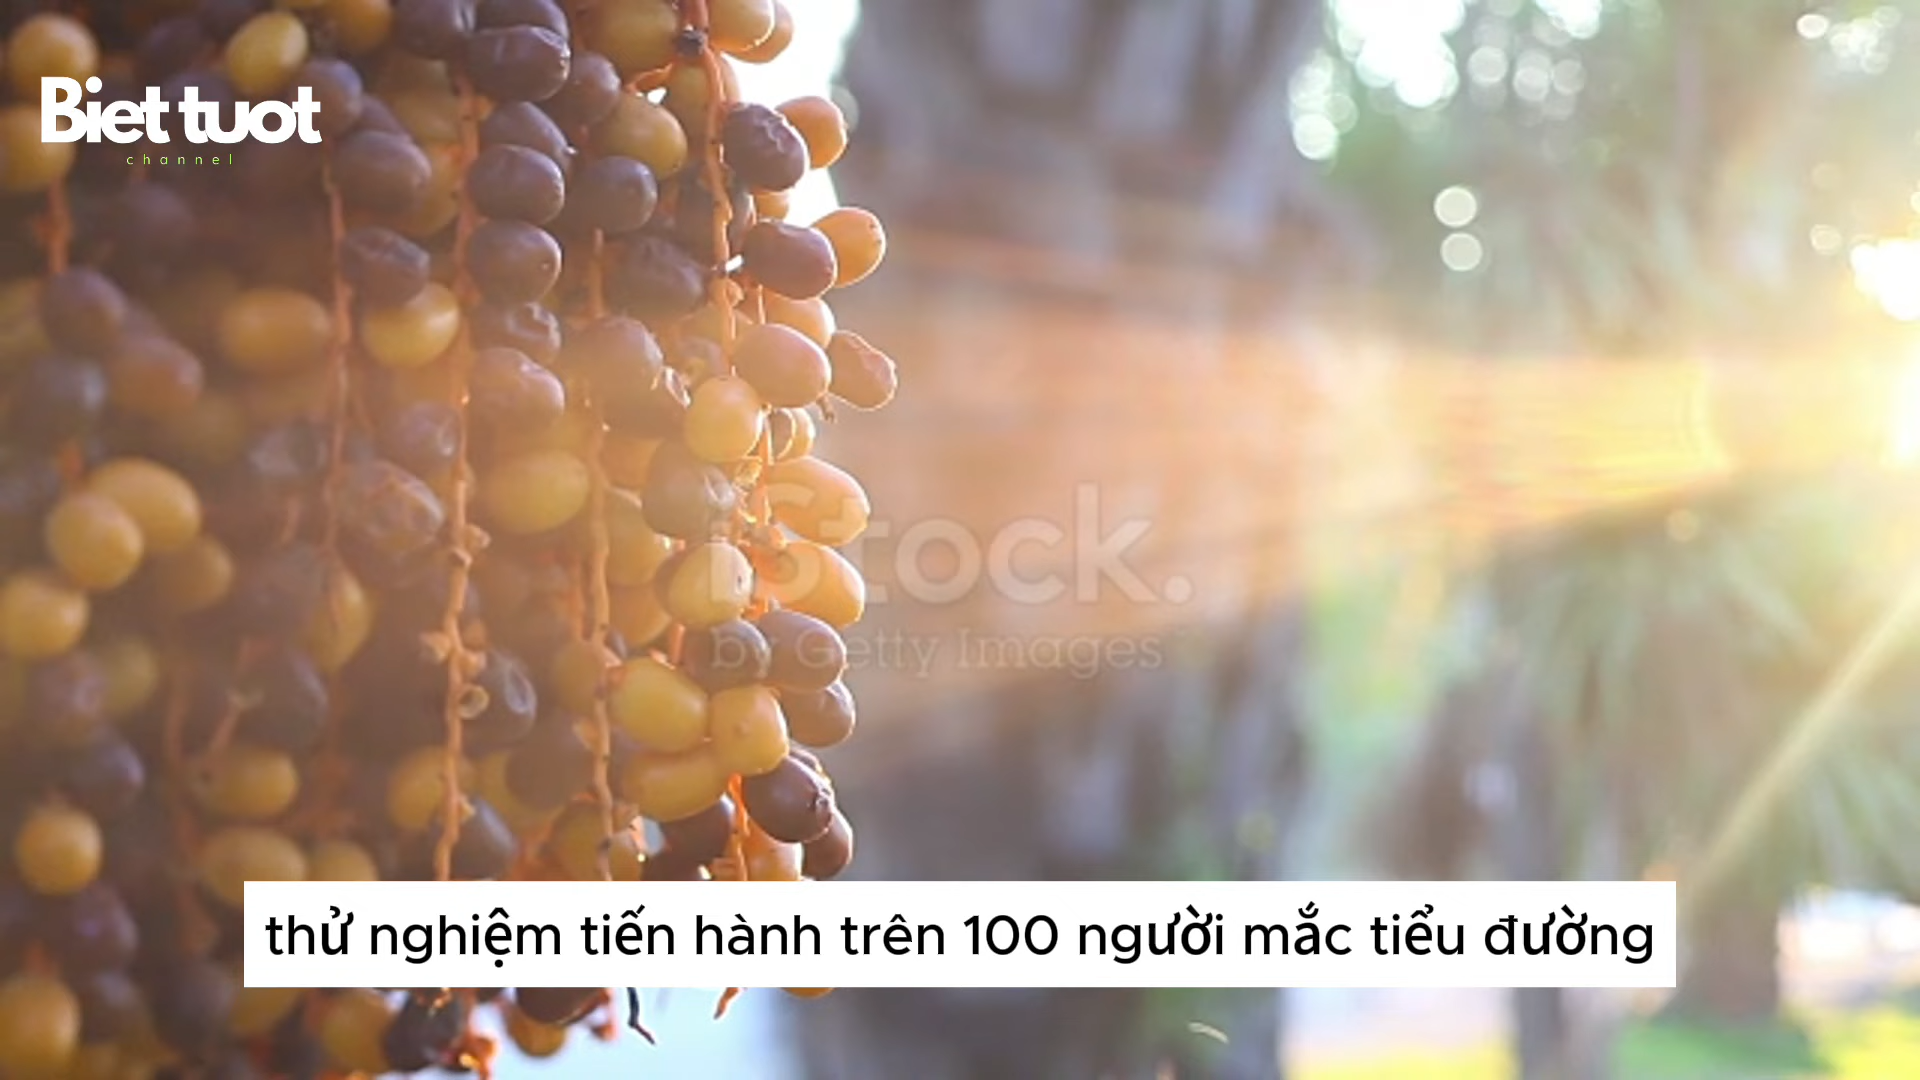 Biet tuot
channel
iStock.
by Getty Images
thử nghiệm tiến hành trên 100 người mắc tiểu đường